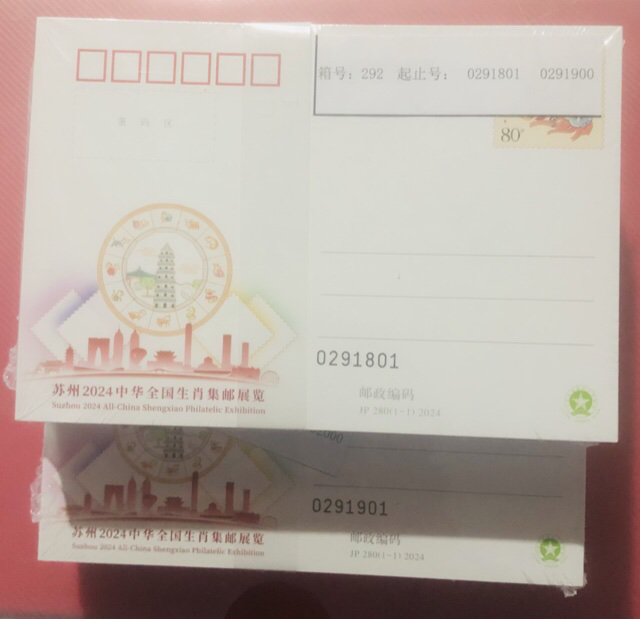 箱号：292 起止号： 0291801 0291900
80
苏州2024中华全国生肖集邮展览
Suzhou 2024 All-China Shengxiao Philatelic Exhibition
0291801
邮政编码
JP 280(1-1) 2024
苏州2024中华全国生肖集邮展览
Suzhou 2024 All-China Shengxiao Philatelic Exhibition
0291901
邮政编码
JP 280(1-1) 2024